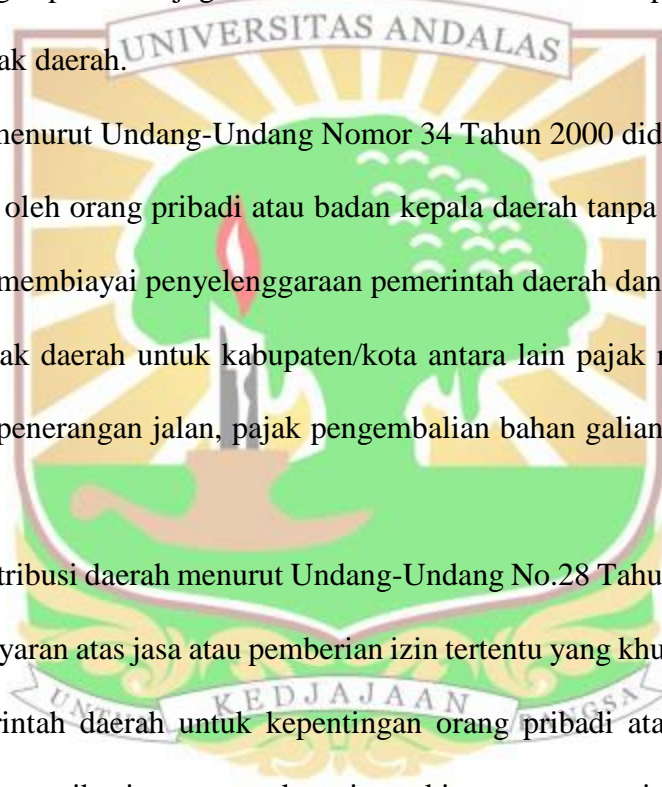 UNIVERSITAS ANDALAS
ak daerah.
menurut Undang-Undang Nomor 34 Tahun 2000 did
oleh orang pribadi atau badan kepala daerah tanpa
membiayai penyelenggaraan pemerintah daerah dan
ak daerah untuk kabupaten/kota antara lain pajak
penerangan jalan, pajak pengembalian bahan galian
tribusi daerah menurut Undang-Undang No.28 Tahu
yaran atas jasa atau pemberian izin tertentu yang khu
UNTUK KEDJAJAAN BANGSA
rintah daerah untuk kepentingan orang pribadi ata